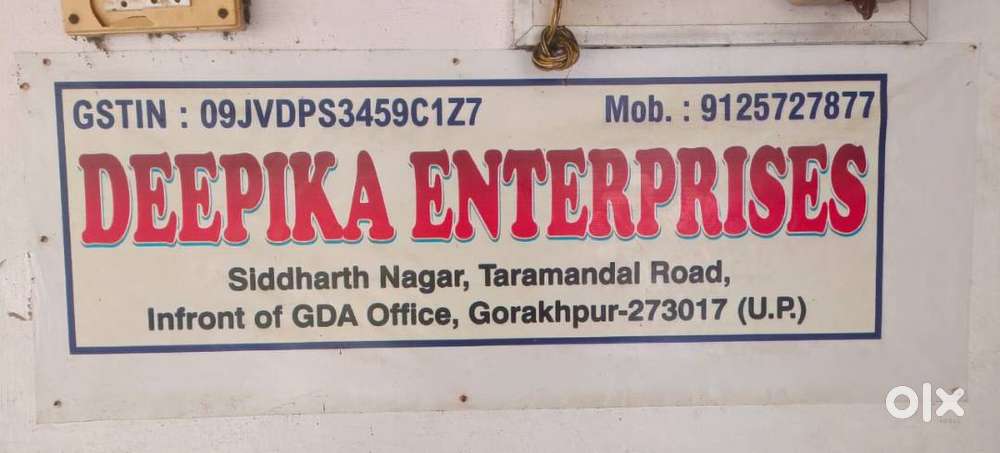 GSTIN : 09JVDPS3459C1Z7 Mob. : 9125727877
DEEPIKA ENTERPRISES
Siddharth Nagar, Taramandal Road,
Infront of GDA Office, Gorakhpur-273017 (U.P.)
olx